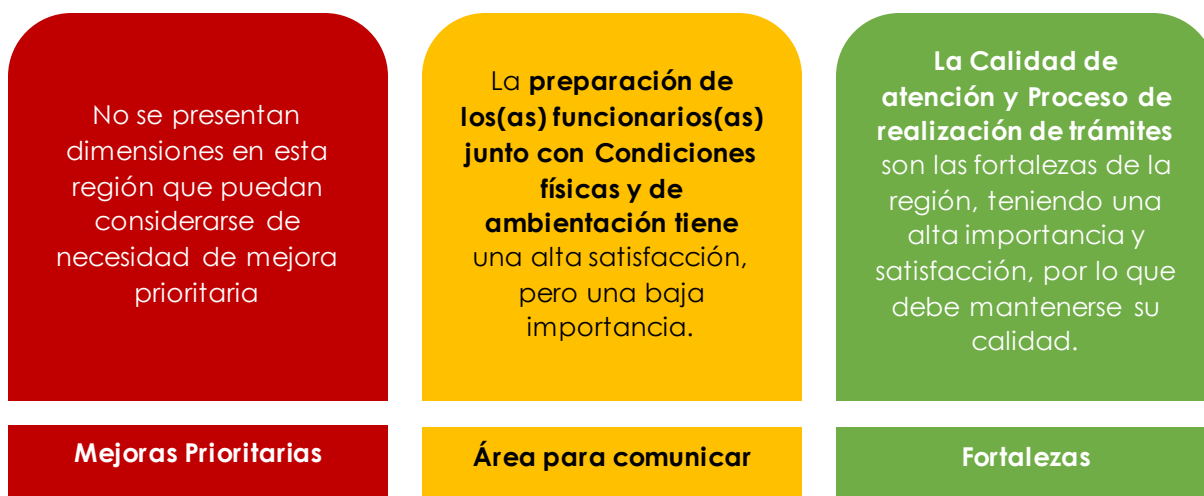 No se presentan
dimensiones en esta
región que puedan
considerarse de
necesidad de mejora
prioritaria
Mejoras Prioritarias
La preparación de
los(as) funcionarios(as)
junto con Condiciones
físicas y de
ambientación tiene
una alta satisfacción,
pero una baja
importancia.
Área para comunicar
La Calidad de
atención y Proceso de
realización de trámites
son las fortalezas de la
región, teniendo una
alta importancia y
satisfacción, por lo que
debe mantenerse su
calidad.
Fortalezas